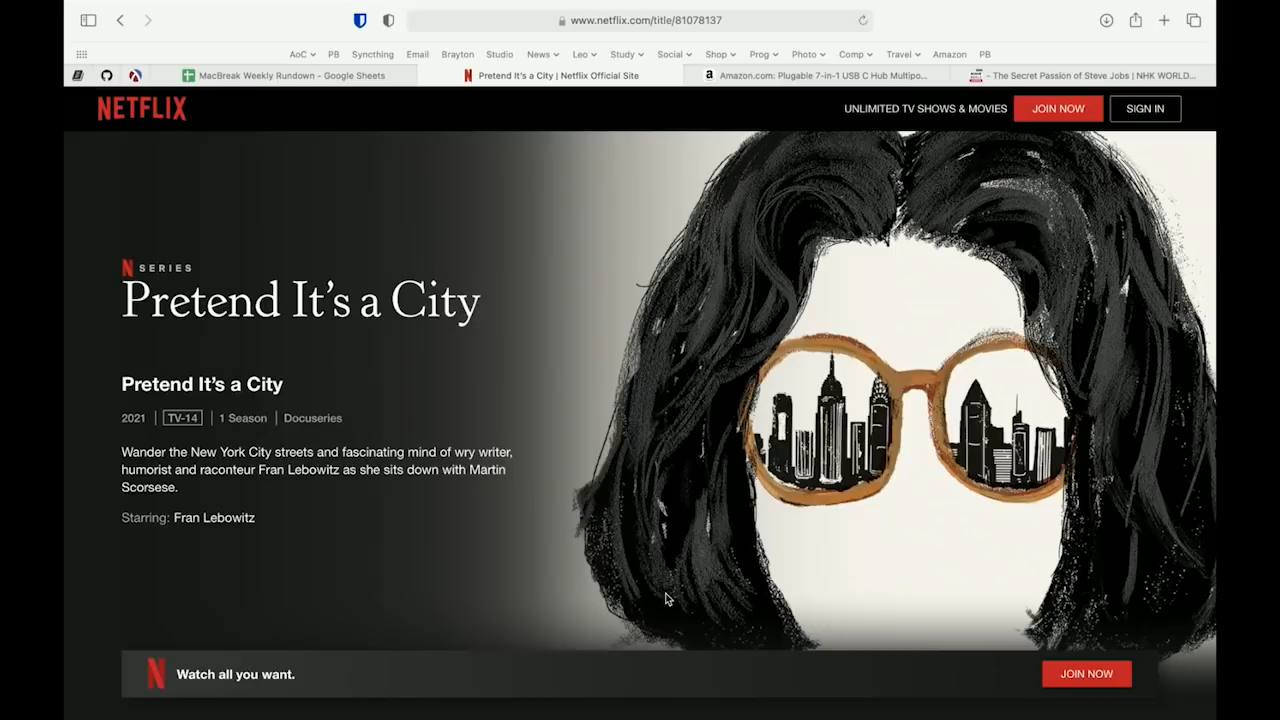 www.netflix.com/title/81078137
AoC PB Syncthing Email Brayton Studio News Leo Study Social Shop Prog Photo Comp Travel Amazon PB
MacBreak Weekly Rundown - Google Sheets
Pretend It's a City | Netflix Official Site
Amazon.com: Plugable 7-in-1 USB C Hub Multipo...
- The Secret Passion of Steve Jobs | NHK WORLD...
NETFLIX
UNLIMITED TV SHOWS & MOVIES
JOIN NOW
SIGN IN
N SERIES
Pretend It’s a City
Pretend It’s a City
2021 | TV-14 | 1 Season | Docuseries
Wander the New York City streets and fascinating mind of wry writer,
humorist and raconteur Fran Lebowitz as she sits down with Martin
Scorsese.
Starring: Fran Lebowitz
N Watch all you want.
JOIN NOW